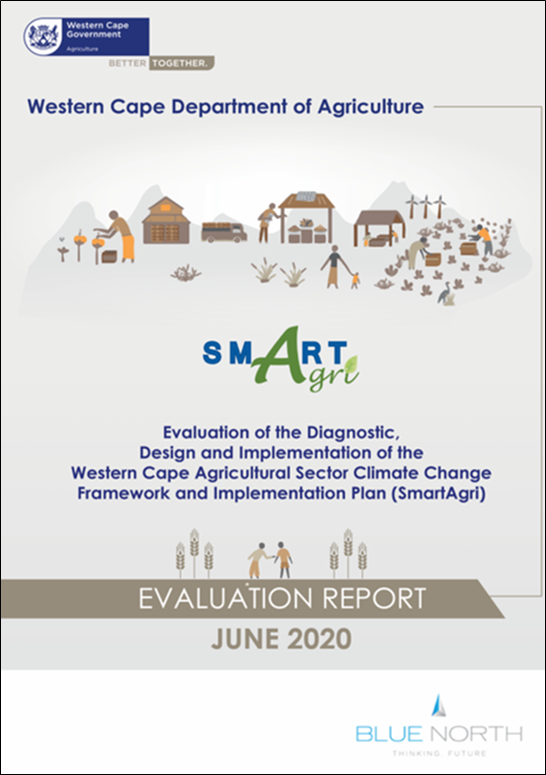 Western Cape
Government
Agriculture
BETTER TOGETHER.
Western Cape Department of Agriculture
SMART
Agri
Evaluation of the Diagnostic,
Design and Implementation of the
Western Cape Agricultural Sector Climate Change
Framework and Implementation Plan (SmartAgri)
EVALUATION REPORT
JUNE 2020
BLUE NORTH
THINKING. FUTURE